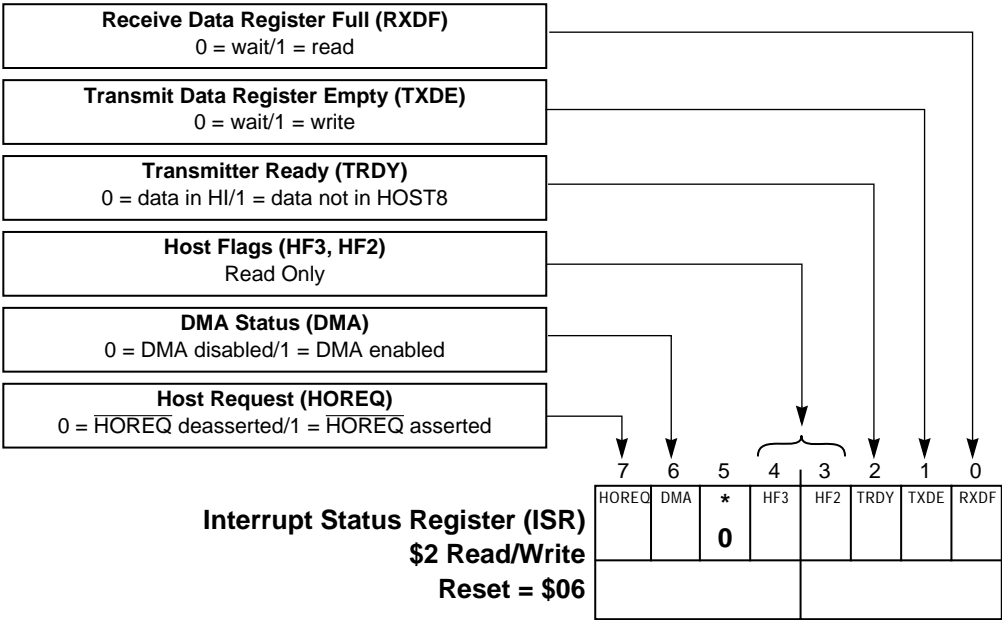 Receive Data Register Full (RXDF)
0 = wait/1 = read
Transmit Data Register Empty (TXDE)
0 = wait/1 = write
Transmitter Ready (TRDY)
0 = data in HI/1 = data not in HOST8
Host Flags (HF3, HF2)
Read Only
DMA Status (DMA)
0 = DMA disabled/1 = DMA enabled
Host Request (HOREQ)
0 = HOREQ deasserted/1 = HOREQ asserted
7 6 5 4 3 2 1 0
HOREQ DMA * HF3 HF2 TRDY TXDE RXDF
0
Interrupt Status Register (ISR)
$2 Read/Write
Reset = $06